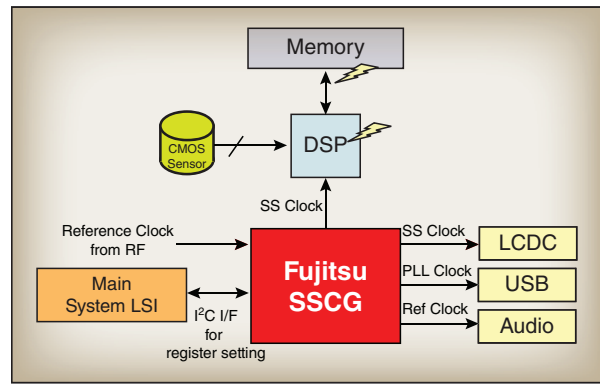 Memory
CMOS
Sensor
DSP
SS Clock
Reference Clock
from RF
Main
System LSI
I²C I/F
for
register setting
Fujitsu
SSCG
SS Clock
LCDC
PLL Clock
USB
Ref Clock
Audio